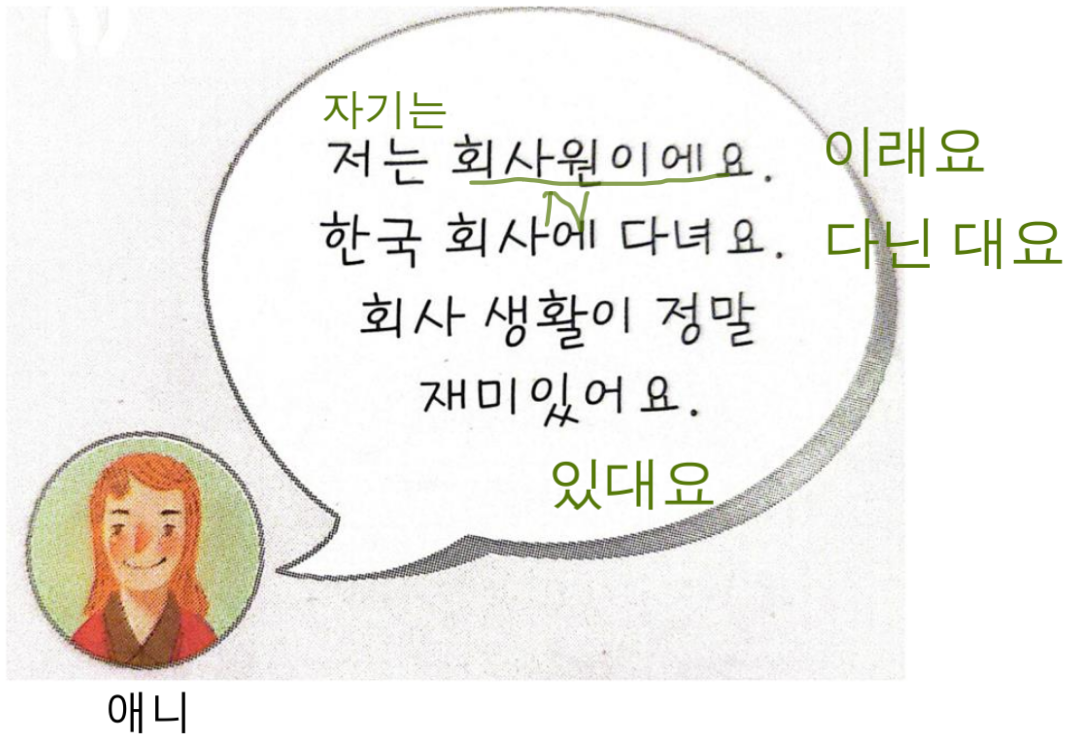 자기는
저는 회사원이에요. 이래요
N
한국 회사에 다녀요. 다닌 대요
회사 생활이 정말
재미있어요.
있대요
애니